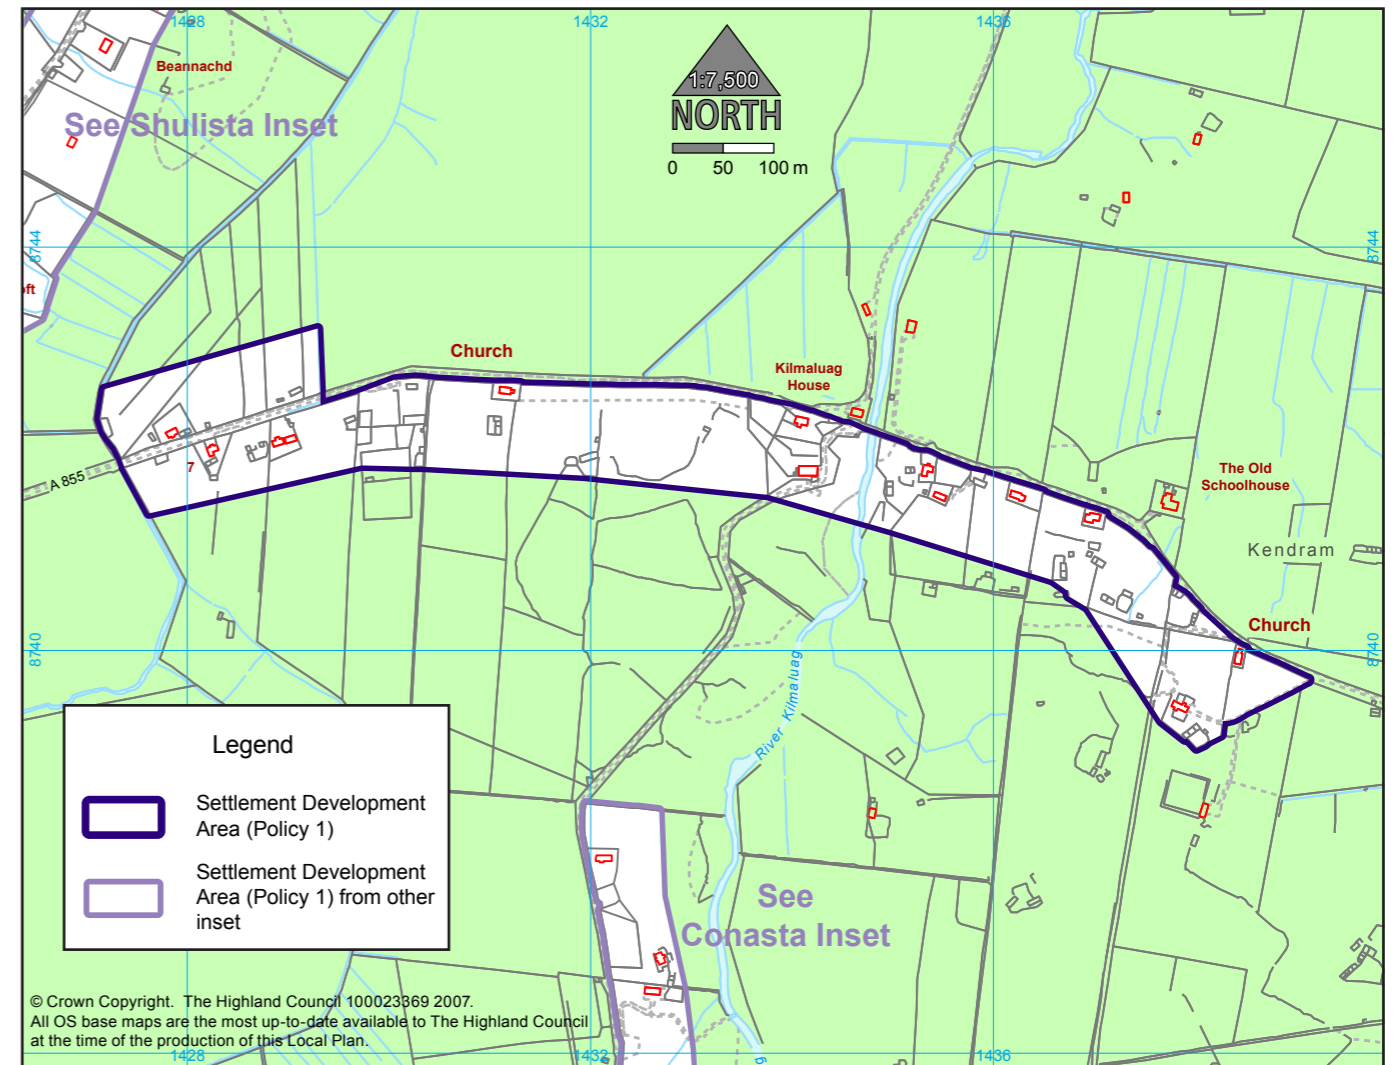 1428
1432
1436
Beannachd
1:7,500
NORTH
0 50 100 m
See Shulista Inset
8744
8744
oft
Church
Kilmaluag
House
7
A 855
The Old
Schoolhouse
Kendram
Church
8740
8740
River Kilmaluag
Legend
Settlement Development
Area (Policy 1)
Settlement Development
Area (Policy 1) from other
inset
See
Conasta Inset
© Crown Copyright. The Highland Council 100023369 2007.
All OS base maps are the most up-to-date available to The Highland Council
at the time of the production of this Local Plan.
1428
1432
1436